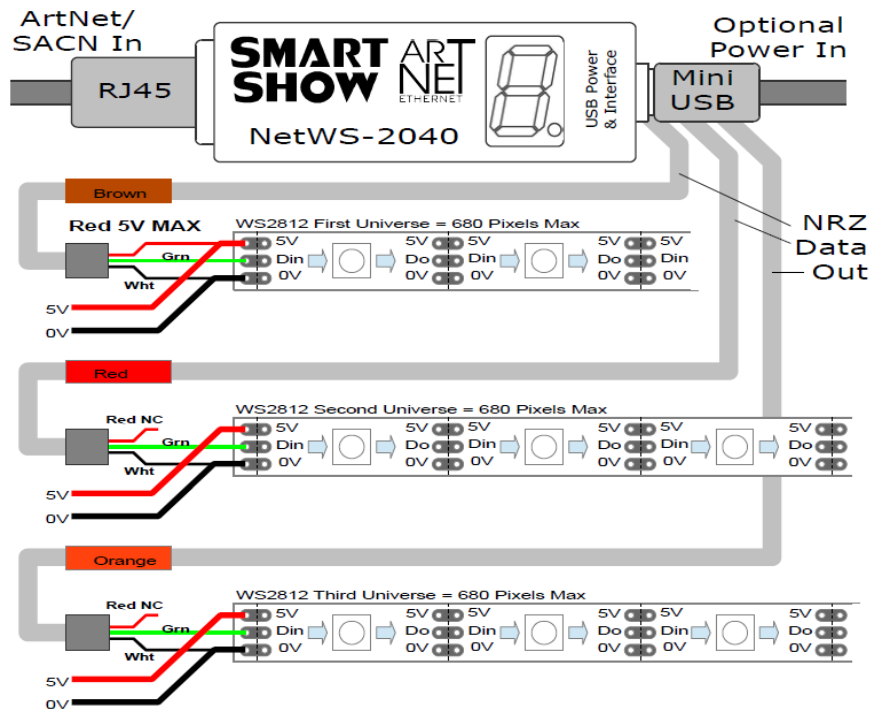 ArtNet/
SACN In
Optional
Power In
RJ45
SMART
SHOW
ART
NET
ETHERNET
NetWS-2040
USB Power
& Interface
Mini
USB
NRZ
Data
Out
Brown
Red 5V MAX
WS2812 First Universe = 680 Pixels Max
Grn
Wht
5V
0V
5V 5V 5V 5V 5V
Din Do Din Do Din
0V 0V 0V 0V 0V
Red
WS2812 Second Universe = 680 Pixels Max
Red NC
Grn
Wht
5V
0V
5V 5V 5V 5V 5V 5V
Din Do Din Do Din Do
0V 0V 0V 0V 0V 0V
Orange
WS2812 Third Universe = 680 Pixels Max
Red NC
Grn
Wht
5V
0V
5V 5V 5V 5V 5V 5V
Din Do Din Do Din Do
0V 0V 0V 0V 0V 0V